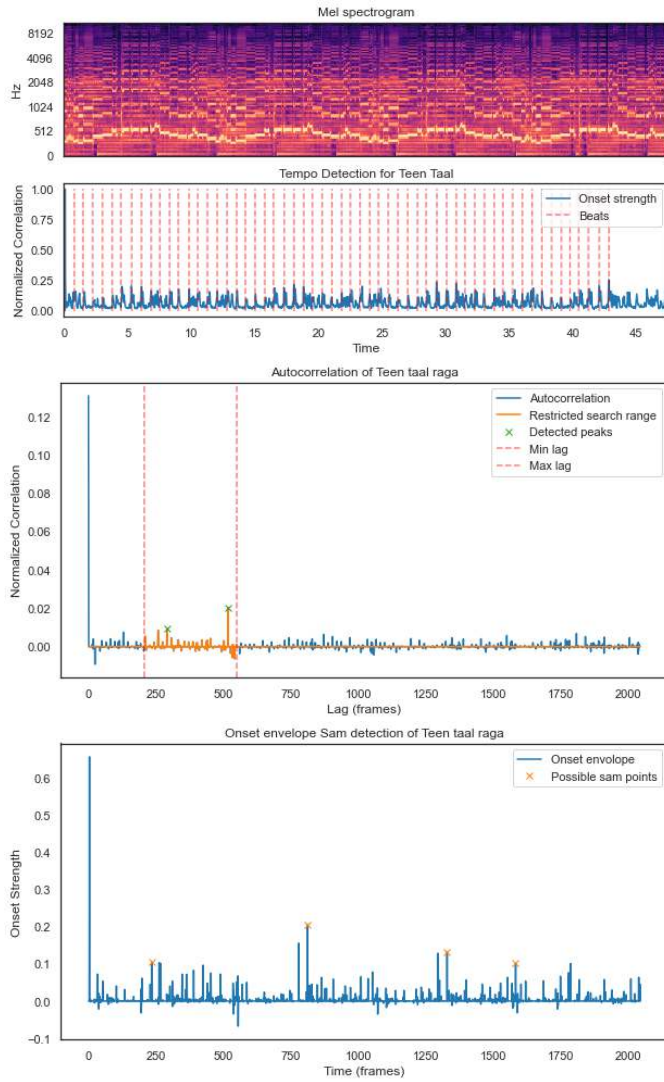 Mel spectrogram
8192
4096
2048
1024
512
0
Hz
Tempo Detection for Teen Taal
1.00
0.75
0.50
0.25
0.00
Normalized Correlation
Onset strength
Beats
0 5 10 15 20 25 30 35 40 45
Time
Autocorrelation of Teen taal raga
0.12
0.10
0.08
0.06
0.04
0.02
0.00
Normalized Correlation
Autocorrelation
Restricted search range
Detected peaks
Min lag
Max lag
0 250 500 750 1000 1250 1500 1750 2000
Lag (frames)
Onset envelope Sam detection of Teen taal raga
0.6
0.5
0.4
0.3
0.2
0.1
0.0
−0.1
Onset Strength
Onset envolope
Possible sam points
0 250 500 750 1000 1250 1500 1750 2000
Time (frames)